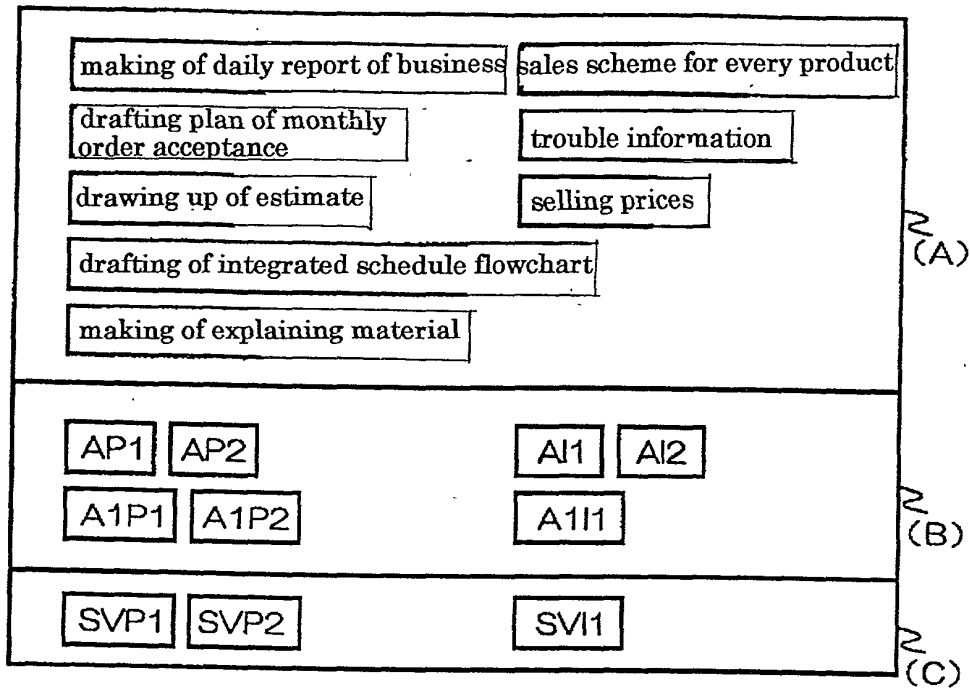 making of daily report of business
sales scheme for every product
drafting plan of monthly
order acceptance
trouble information
drawing up of estimate
selling prices
drafting of integrated schedule flowchart
making of explaining material
(A)
AP1
AP2
AI1
AI2
A1P1
A1P2
A1I1
(B)
SVP1
SVP2
SVI1
(C)